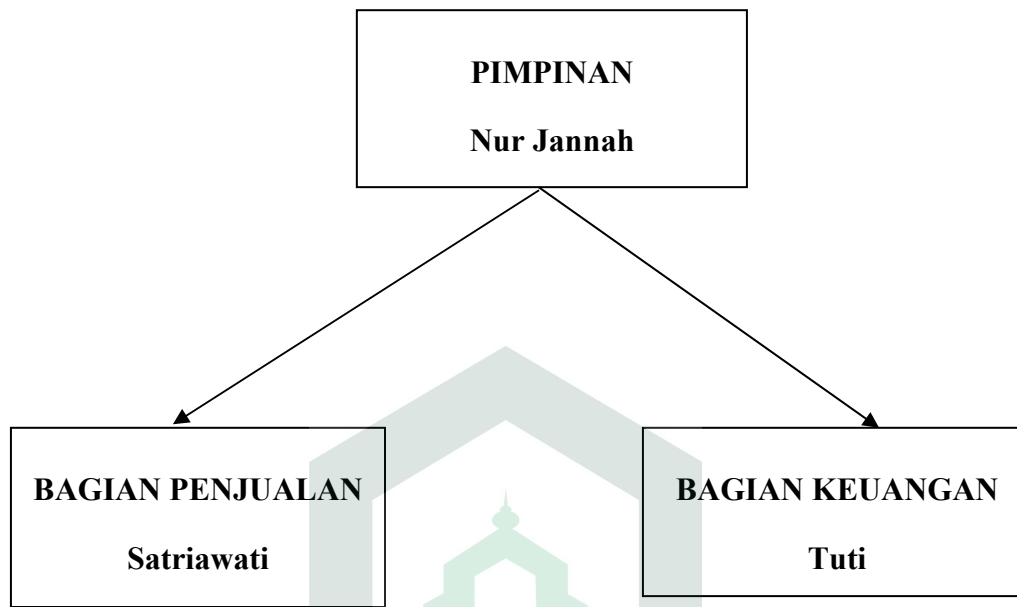 PIMPINAN
Nur Jannah
BAGIAN PENJUALAN
Satriawati
BAGIAN KEUANGAN
Tuti